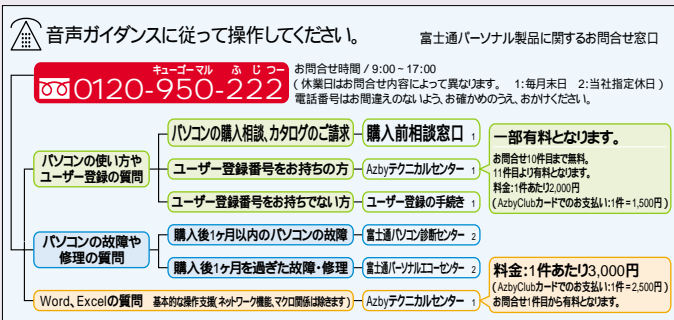 音声ガイダンスに従って操作してください。
富士通パーソナル製品に関するお問合せ窓口
キューゴーマル ふ じ つー
0120-950-222
お問合せ時間 / 9:00~17:00
(休業日はお問合せ内容によって異なります。 1:毎月末日 2:当社指定休日)
電話番号はお間違えのないよう、お確かめのうえ、おかけください。
パソコンの使い方や
ユーザー登録の質問
パソコンの購入相談、カタログのご請求
購入前相談窓口 1
ユーザー登録番号をお持ちの方
Azbyテクニカルセンター 1
ユーザー登録番号をお持ちでない方
ユーザー登録の手続き 1
一部有料となります。
お問合せ10件目まで無料。
11件目より有料となります。
料金:1件あたり2,000円
(AzbyClubカードでのお支払い:1件=1,500円)
パソコンの故障や
修理の質問
購入後1ヶ月以内のパソコンの故障
富士通パソコン診断センター 2
購入後1ヶ月を過ぎた故障・修理
富士通パーソナルエコーセンター 2
Word、Excelの質問 基本的な操作支援(ネットワーク機能、マクロ関係は除きます)
Azbyテクニカルセンター 1
料金:1件あたり3,000円
(AzbyClubカードでのお支払い:1件=2,500円)
お問合せ1件目から有料となります。